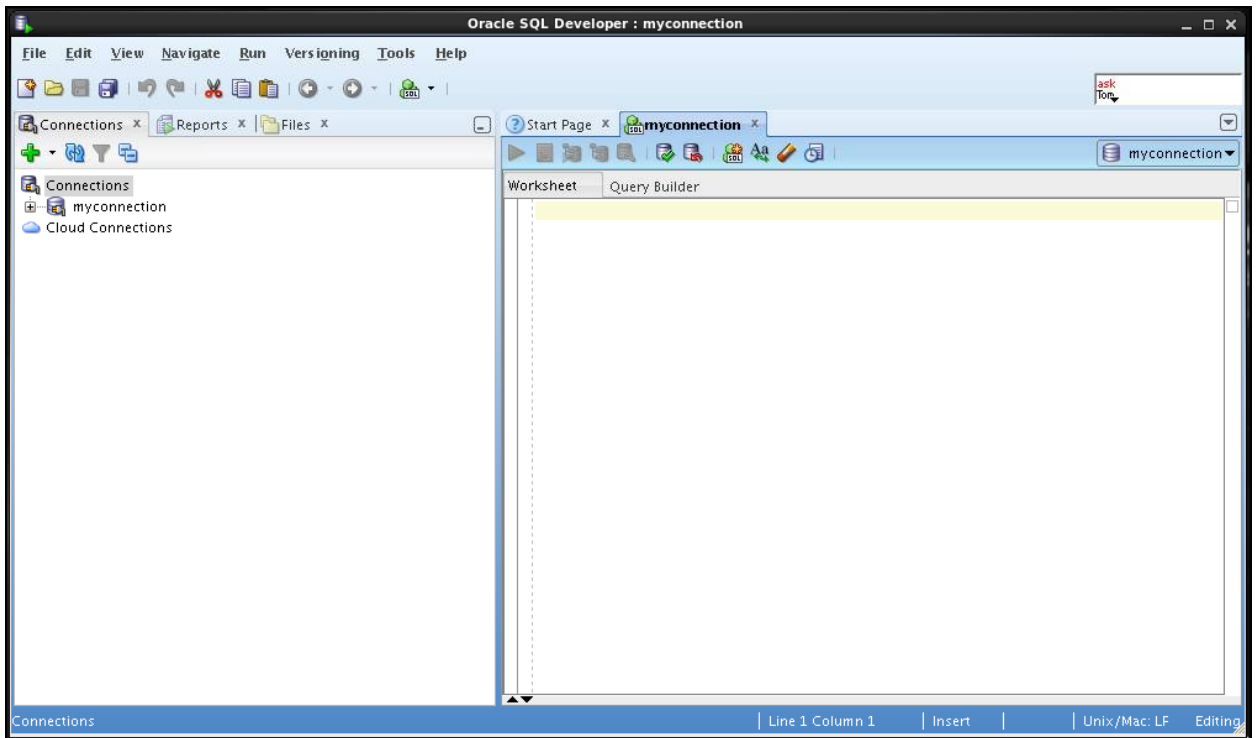 Oracle SQL Developer : myconnection
File Edit View Navigate Run Versioning Tools Help
ask
Tom
Connections Reports Files
Start Page myconnection
myconnection
Connections
myconnection
Cloud Connections
Worksheet Query Builder
Connections Line 1 Column 1 Insert Unix/Mac: LF Editing